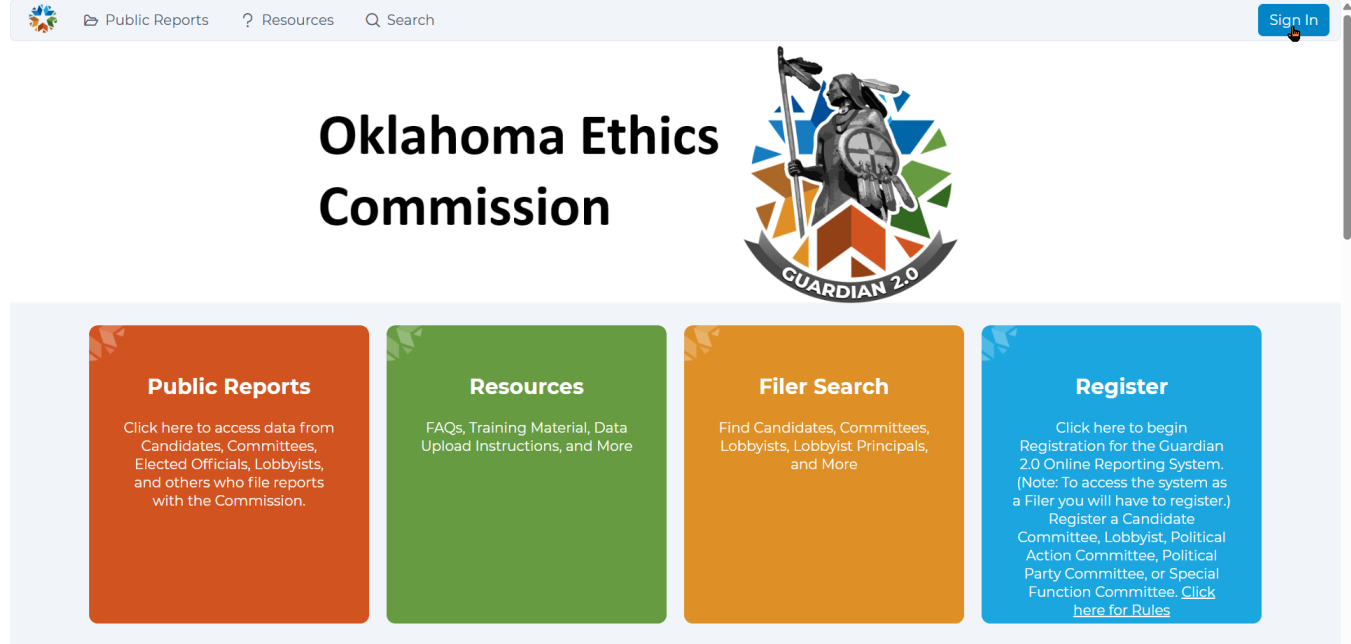 Public Reports
Resources
Search
Sign In
Oklahoma Ethics
Commission
GUARDIAN 2.0
Public Reports
Click here to access data from
Candidates, Committees,
Elected Officials, Lobbyists,
and others who file reports
with the Commission.
Resources
FAQs, Training Material, Data
Upload Instructions, and More
Filer Search
Find Candidates, Committees,
Lobbyists, Lobbyist Principals,
and More
Register
Click here to begin
Registration for the Guardian
2.0 Online Reporting System.
(Note: To access the system as
a Filer you will have to register.)
Register a Candidate
Committee, Lobbyist, Political
Action Committee, Political
Party Committee, or Special
Function Committee. Click
here for Rules